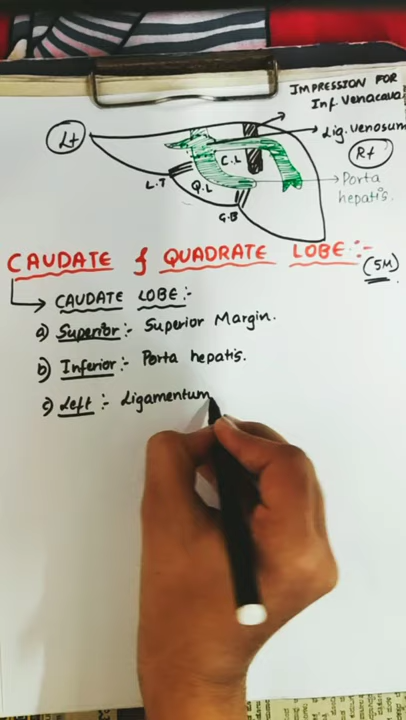 IMPRESSION FOR
Inf. Venacava
Lt
Lig. Venosum
Rt
C.L
Porta
hepatis.
L.T
Q.L
G.B
CAUDATE & QUADRATE LOBE :-
(5M)
CAUDATE LOBE :-
a) Superior :- Superior Margin.
b) Inferior :- Porta hepatis.
c) Left :- Ligamentum